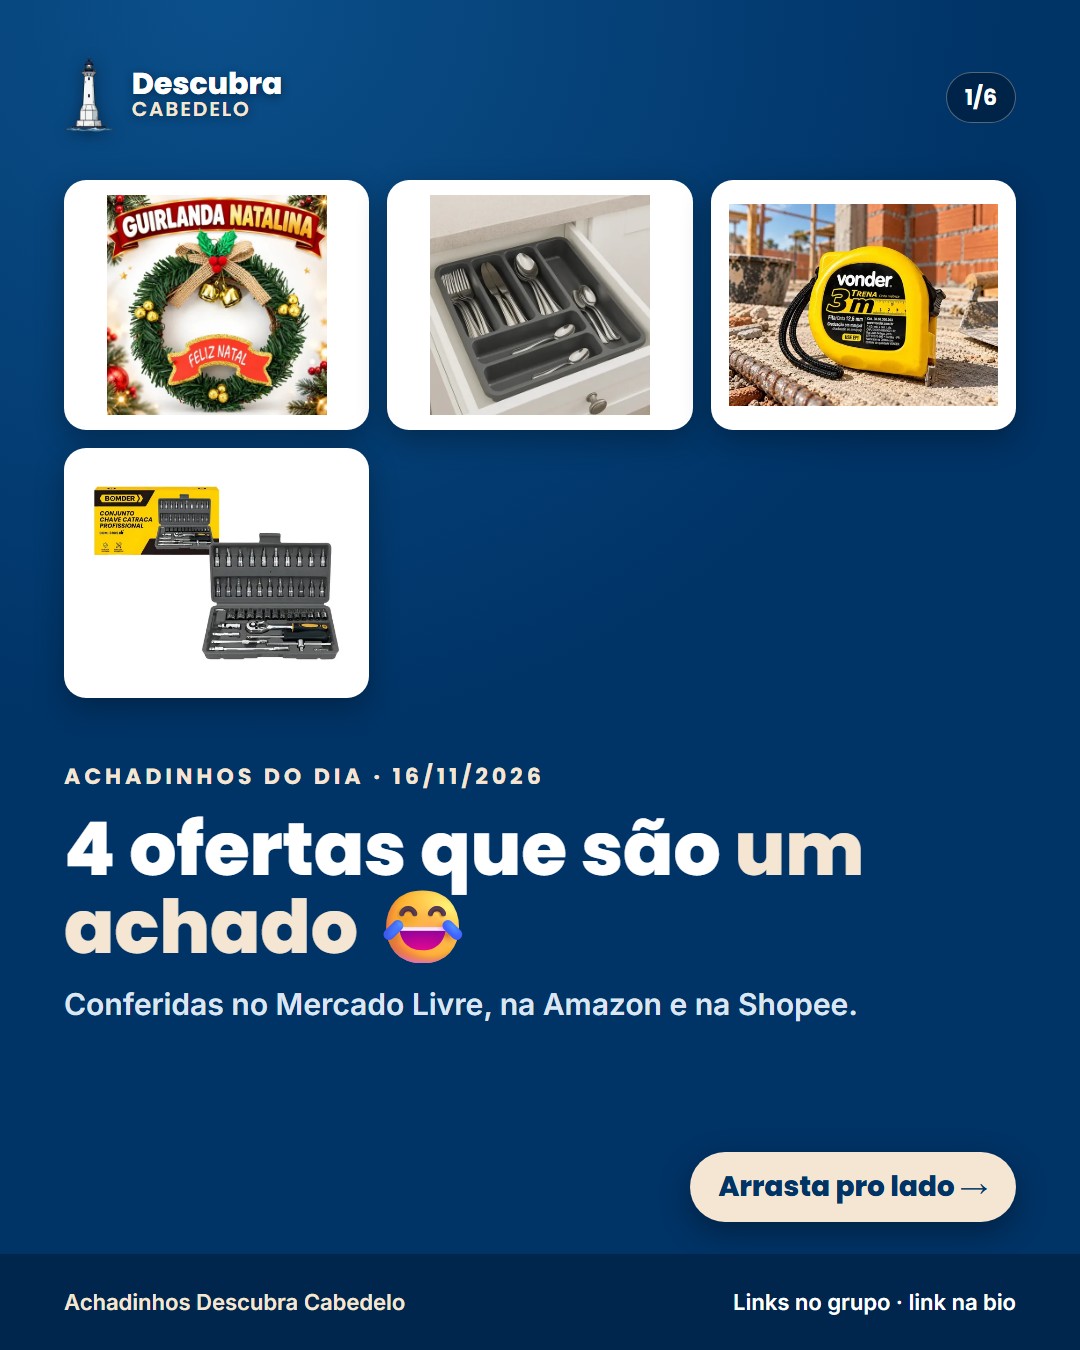 Descubra
CABEDELO
1/6
GUIRLANDA NATALINA
FELIZ NATAL
vonder
TRENA
3m
BOMDER
CONJUNTO
CHAVE CATRACA
PROFISSIONAL
ACHADINHOS DO DIA · 16/11/2026
4 ofertas que são um
achado 😂
Conferidas no Mercado Livre, na Amazon e na Shopee.
Arrasta pro lado →
Achadinhos Descubra Cabedelo
Links no grupo · link na bio